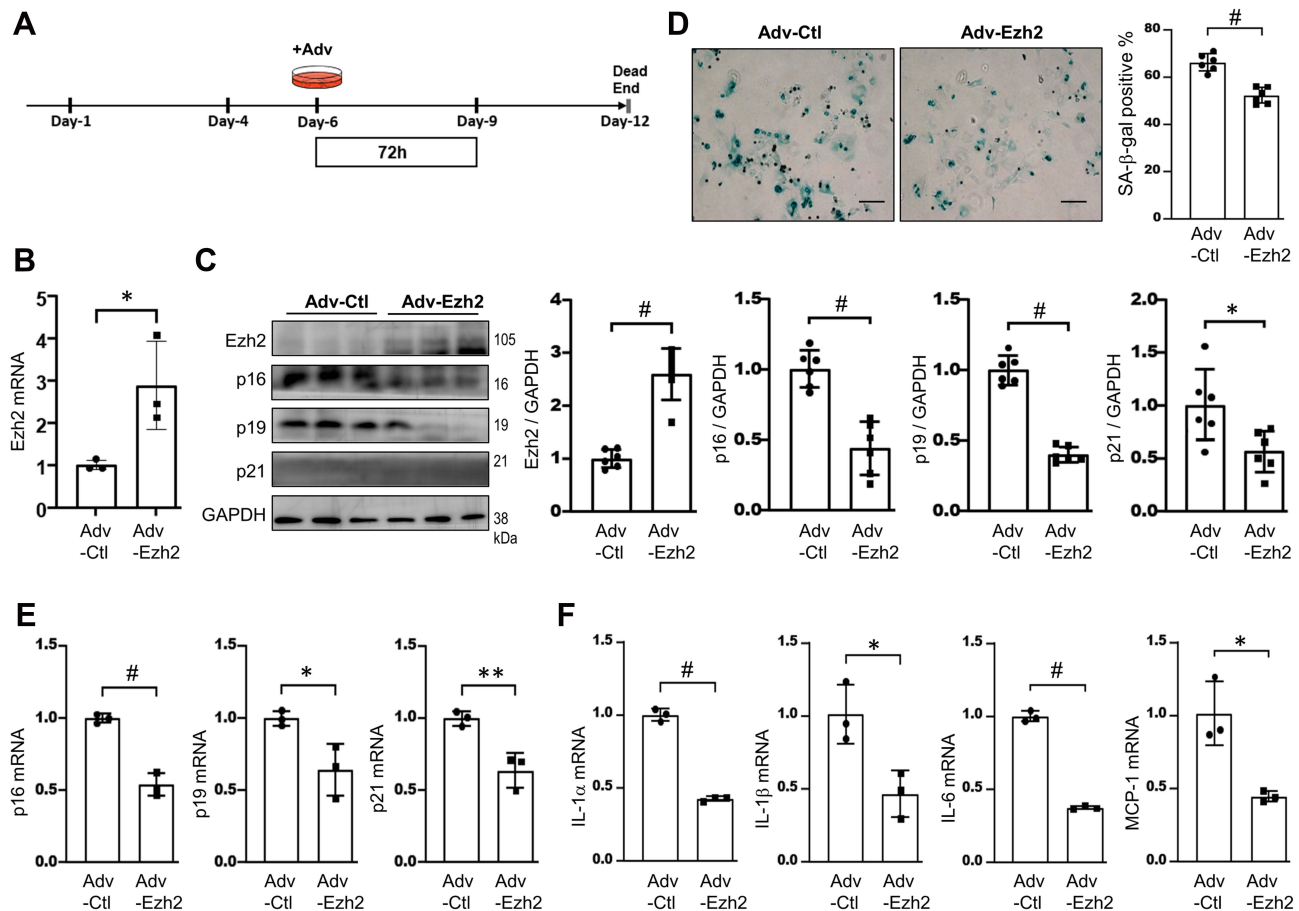 A
+Adv
Dead
End
Day-1
Day-4
Day-6
Day-9
Day-12
72h
D
Adv-Ctl
Adv-Ezh2
SA-β-gal positive %
80
60
40
20
0
#
Adv
-Ctl
Adv
-Ezh2
B
Ezh2 mRNA
5
4
3
2
1
0
*
Adv
-Ctl
Adv
-Ezh2
C
Adv-Ctl
Adv-Ezh2
Ezh2
105
p16
16
p19
19
p21
21
GAPDH
38
kDa
Ezh2 / GAPDH
4
3
2
1
0
#
Adv
-Ctl
Adv
-Ezh2
p16 / GAPDH
1.5
1.0
0.5
0.0
#
Adv
-Ctl
Adv
-Ezh2
p19 / GAPDH
1.5
1.0
0.5
0.0
#
Adv
-Ctl
Adv
-Ezh2
p21 / GAPDH
2.0
1.5
1.0
0.5
0.0
*
Adv
-Ctl
Adv
-Ezh2
E
p16 mRNA
1.5
1.0
0.5
0.0
#
Adv
-Ctl
Adv
-Ezh2
p19 mRNA
1.5
1.0
0.5
0.0
*
Adv
-Ctl
Adv
-Ezh2
p21 mRNA
1.5
1.0
0.5
0.0
**
Adv
-Ctl
Adv
-Ezh2
F
IL-1α mRNA
1.5
1.0
0.5
0.0
#
Adv
-Ctl
Adv
-Ezh2
IL-1β mRNA
1.5
1.0
0.5
0.0
*
Adv
-Ctl
Adv
-Ezh2
IL-6 mRNA
1.5
1.0
0.5
0.0
#
Adv
-Ctl
Adv
-Ezh2
MCP-1 mRNA
1.5
1.0
0.5
0.0
*
Adv
-Ctl
Adv
-Ezh2